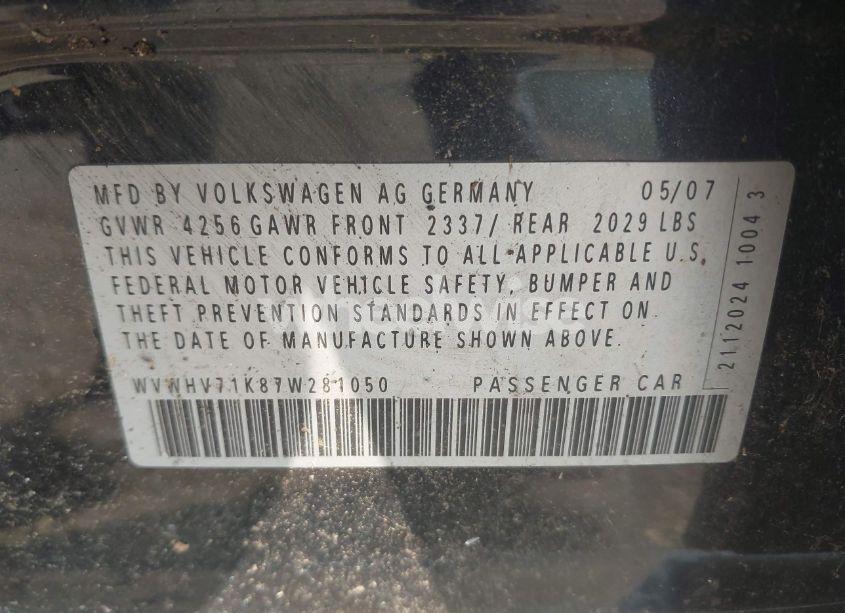 MFD BY VOLKSWAGEN AG GERMANY 05/07
GVWR 4256 GAWR FRONT 2337/ REAR 2029 LBS
THIS VEHICLE CONFORMS TO ALL APPLICABLE U.S.
FEDERAL MOTOR VEHICLE SAFETY, BUMPER AND
THEFT PREVENTION STANDARDS IN EFFECT ON
THE DATE OF MANUFACTURE SHOWN ABOVE.
WVWHV71K87W281050 PASSENGER CAR
21.12024 1004 3